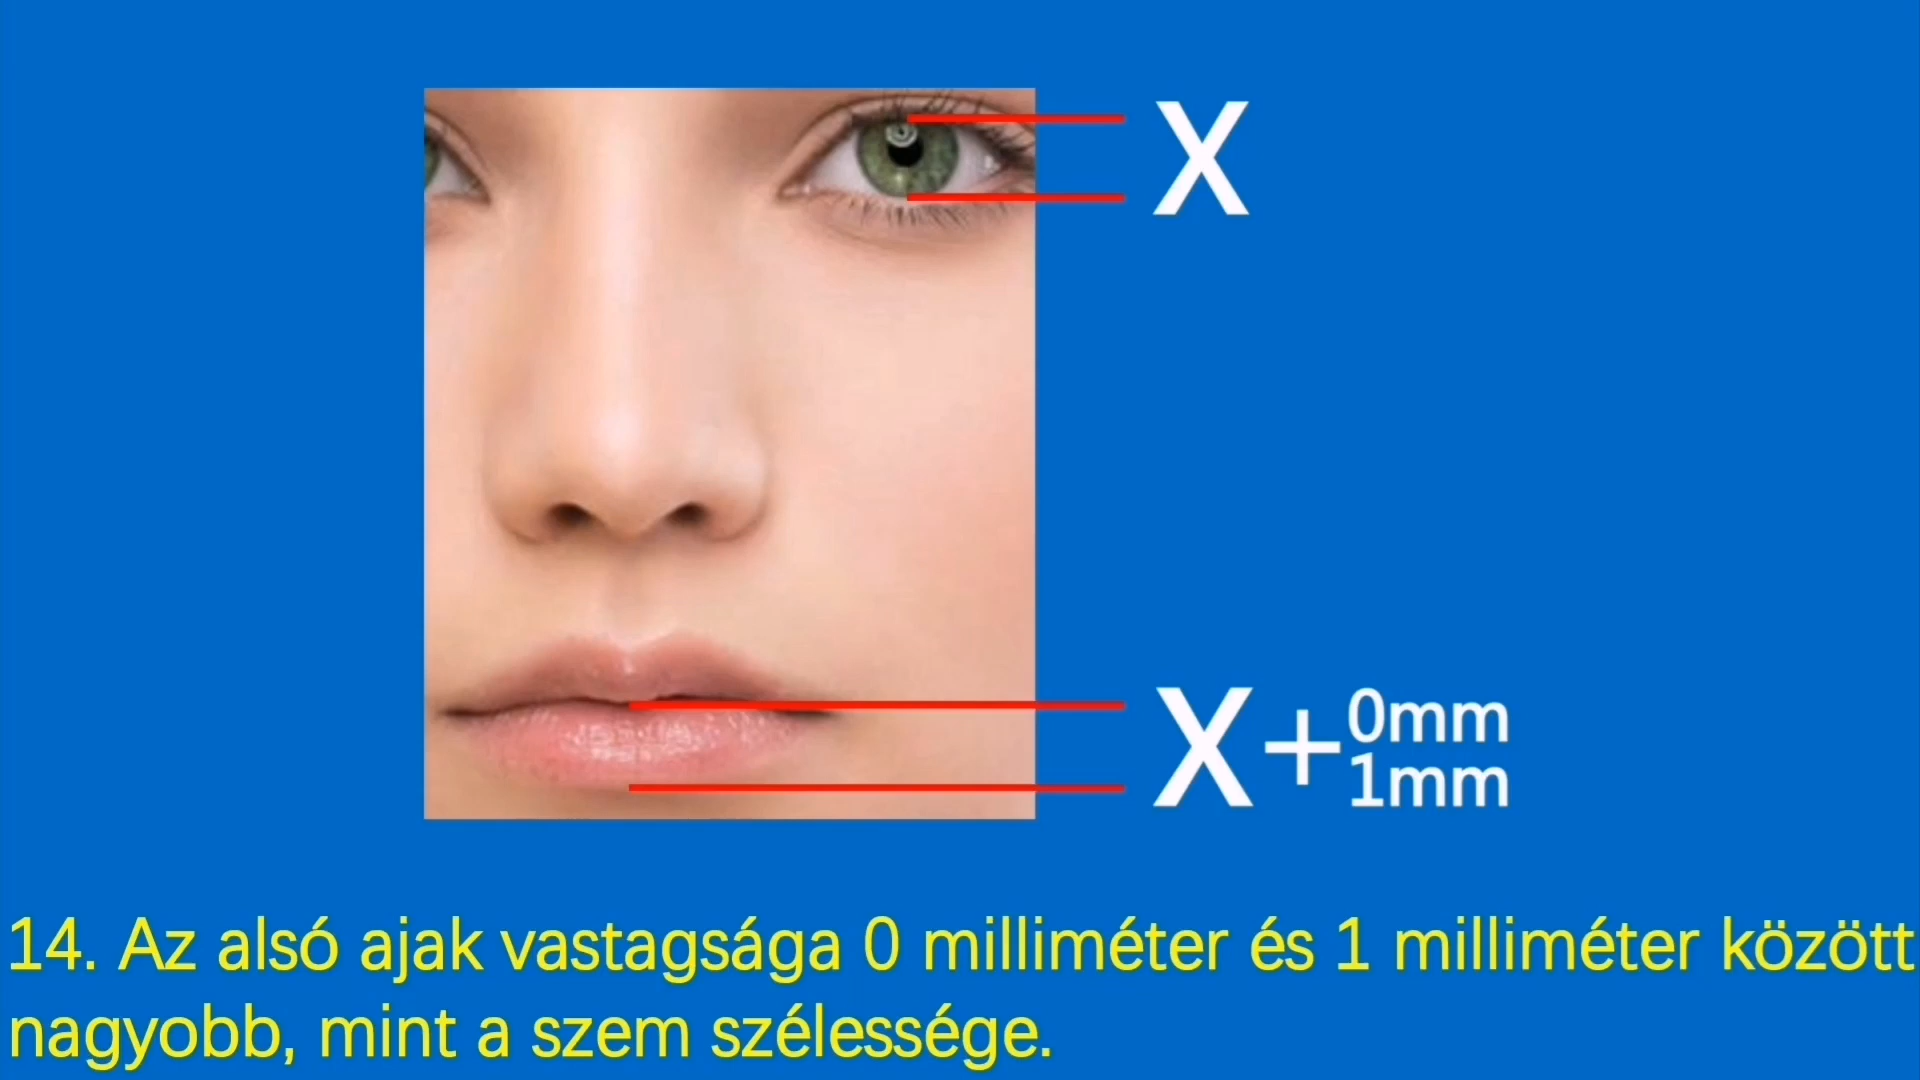 X
X+0mm
1mm
14. Az alsó ajak vastagsága 0 milliméter és 1 milliméter között
nagyobb, mint a szem szélessége.